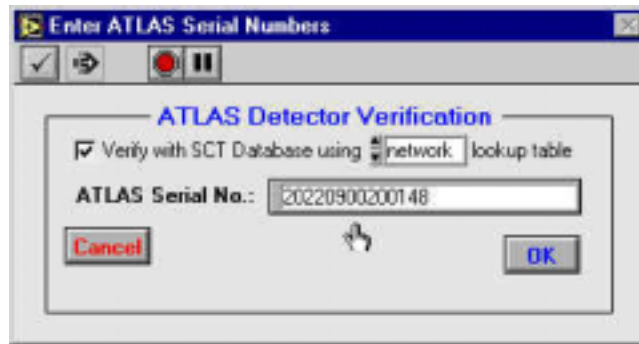 Enter ATLAS Serial Numbers
ATLAS Detector Verification
Verify with SCT Database using network lookup table
ATLAS Serial No.: 20220900200148
Cancel
OK